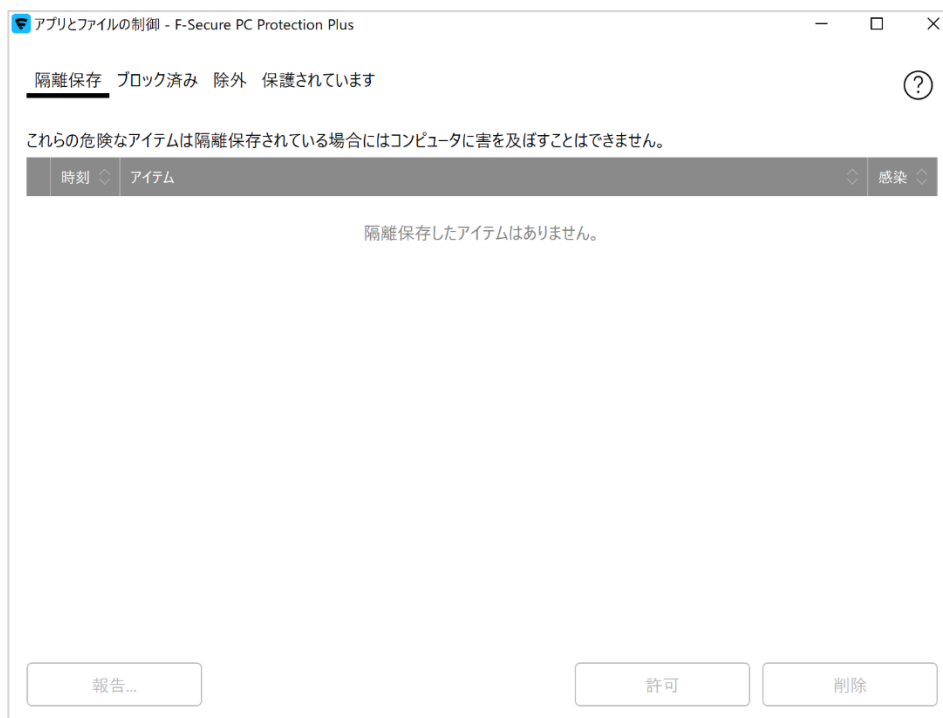 アプリとファイルの制御 - F-Secure PC Protection Plus
隔離保存 ブロック済み 除外 保護されています
?
これらの危険なアイテムは隔離保存されている場合にはコンピュータに害を及ぼすことはできません。
時刻 アイテム 感染
隔離保存したアイテムはありません。
報告... 許可 削除